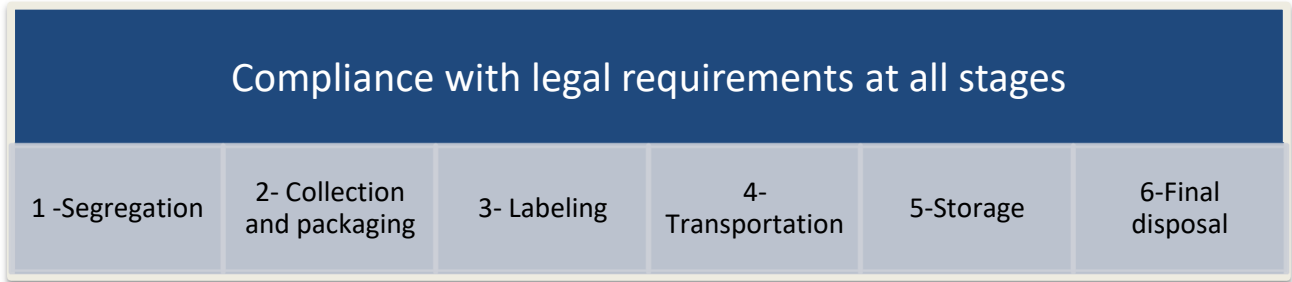 Compliance with legal requirements at all stages
1 -Segregation
2- Collection
and packaging
3- Labeling
4-
Transportation
5-Storage
6-Final
disposal